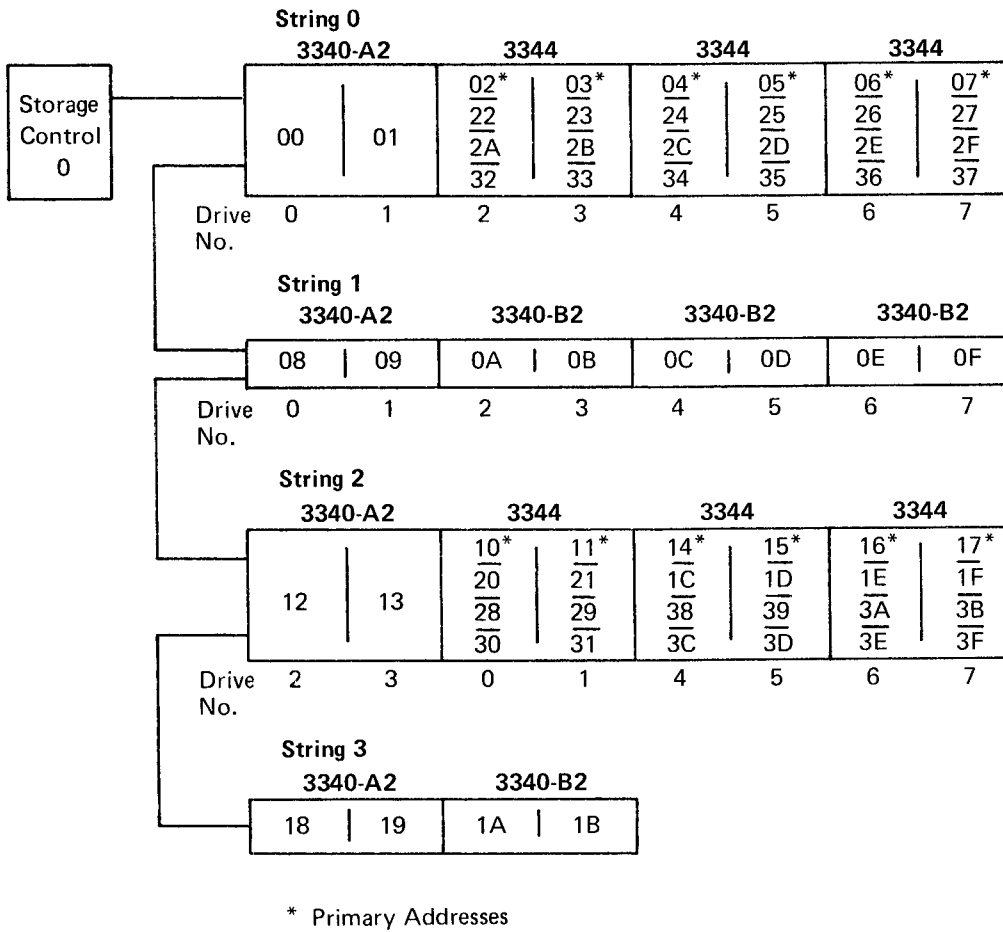 String 0
3340-A2 3344 3344 3344
Storage
Control
0
00 01
02* 03* 04* 05* 06* 07*
22 23 24 25 26 27
2A 2B 2C 2D 2E 2F
32 33 34 35 36 37
Drive No. 0 1 2 3 4 5 6 7
String 1
3340-A2 3340-B2 3340-B2 3340-B2
08 09 0A 0B 0C 0D 0E 0F
Drive No. 0 1 2 3 4 5 6 7
String 2
3340-A2 3344 3344 3344
12 13
10* 11* 14* 15* 16* 17*
20 21 1C 1D 1E 1F
28 29 38 39 3A 3B
30 31 3C 3D 3E 3F
Drive No. 2 3 0 1 4 5 6 7
String 3
3340-A2 3340-B2
18 19 1A 1B
* Primary Addresses